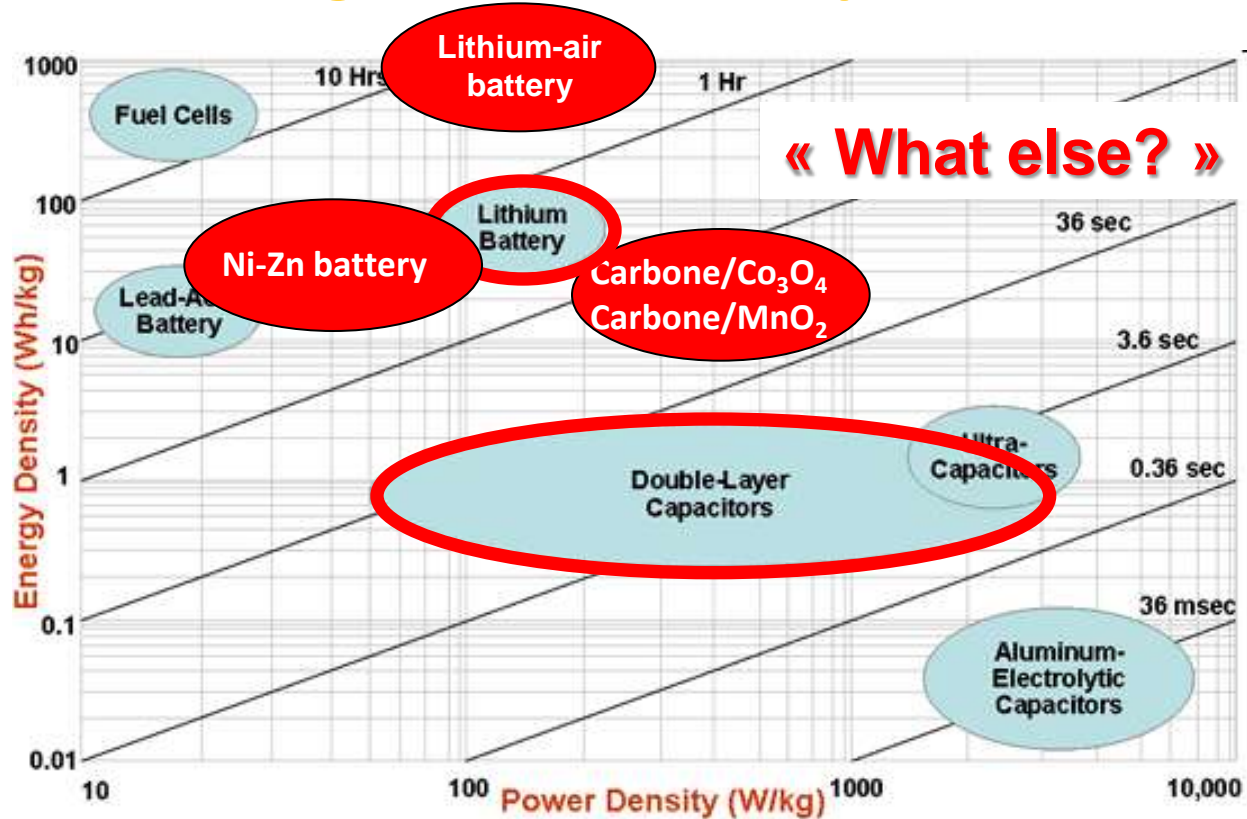 1000
10 Hrs
Lithium-air
battery
1 Hr
Fuel Cells
« What else? »
100
Lithium
Battery
36 sec
Ni-Zn battery
Carbone/Co₃O₄
Carbone/MnO₂
Battery
10
3.6 sec
Energy Density (Wh/kg)
1
Double-Layer
Capacitors
Capacitors
0.36 sec
0.1
36 msec
Aluminum-
Electrolytic
Capacitors
0.01
10
100
Power Density (W/kg)
1000
10,000